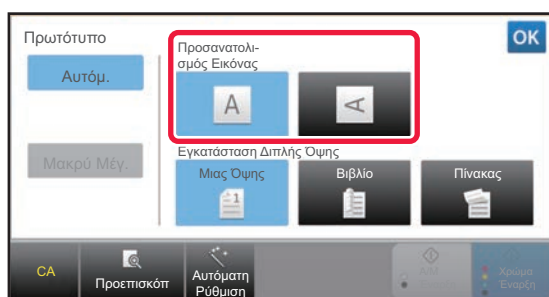 Πρωτότυπο
OK
Προσανατολι-
σμός Εικόνας
Αυτόμ.
A
A
Μακρύ Μέγ.
Εγκατάσταση Διπλής Όψης
Μιας Όψης
Βιβλίο
Πίνακας
1
CA
Προεπισκόπ
Αυτόματη
Ρύθμιση
Χρώμα
Έναρξη